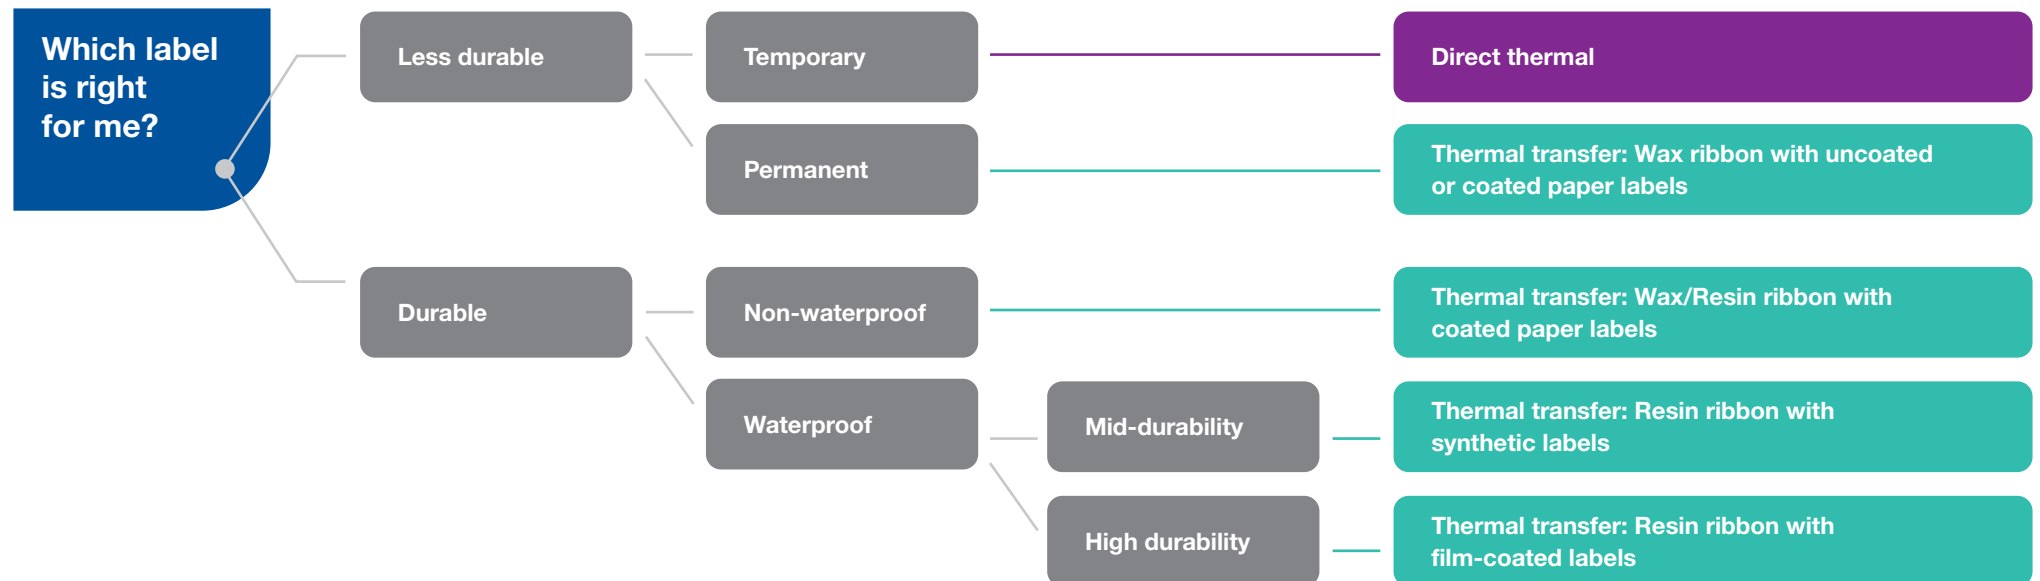 Which label
is right
for me?
Less durable
Temporary
Direct thermal
Permanent
Thermal transfer: Wax ribbon with uncoated
or coated paper labels
Durable
Non-waterproof
Thermal transfer: Wax/Resin ribbon with
coated paper labels
Waterproof
Mid-durability
Thermal transfer: Resin ribbon with
synthetic labels
High durability
Thermal transfer: Resin ribbon with
film-coated labels